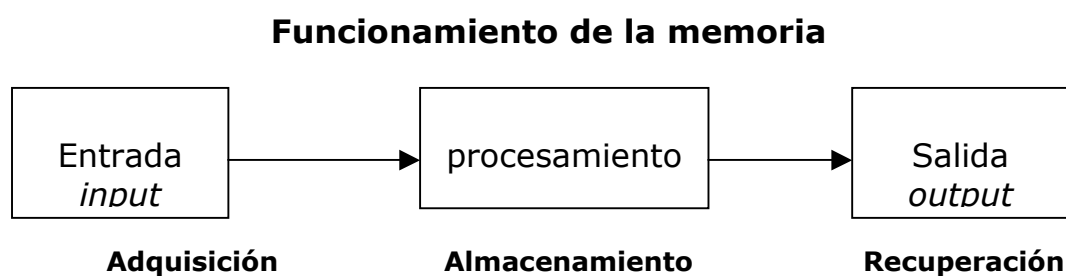 Funcionamiento de la memoria
Entrada
input
procesamiento
Salida
output
Adquisición
Almacenamiento
Recuperación